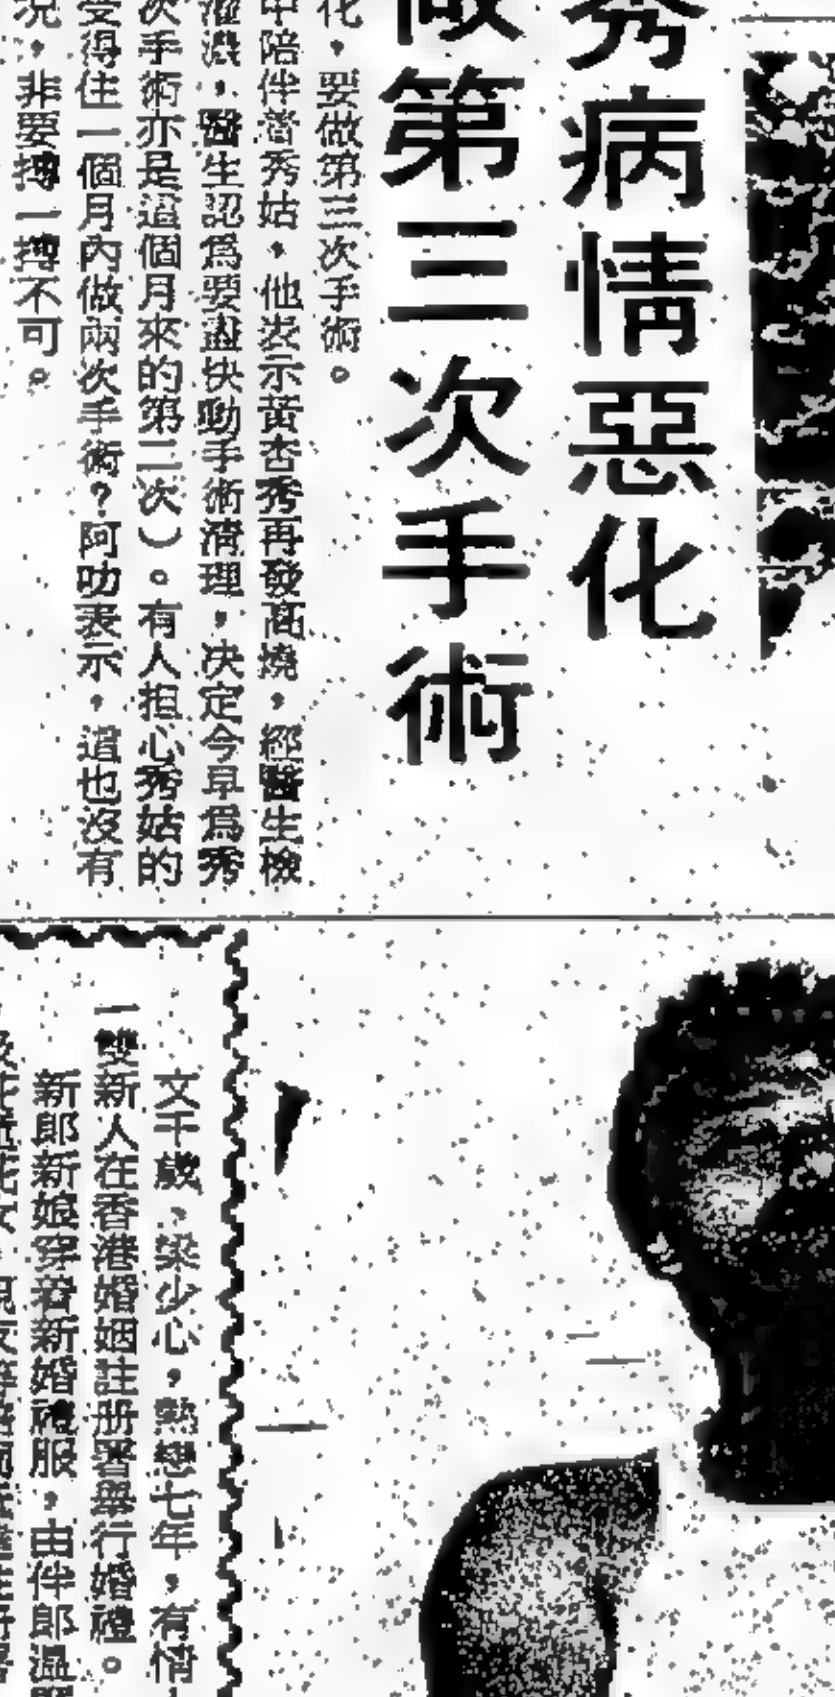 秀病情惡化
做第三次手術
化，要做第三次手術。
中陪伴着秀姑，他表示黃杏秀再發高燒，經醫生檢
灌濃，醫生認爲要盡快動手術清理，决定今早爲秀
次手術亦是這個月來的第二次）。有人担心秀姑的
受得住一個月內做兩次手術？阿叻表示，這也沒有
況，非要搏一搏不可。
文千歲、梁少心，熱戀七年，有情
一雙新人在香港婚姻註册署舉行婚禮。
新郎新娘穿着新婚禮服，由伴郎溫